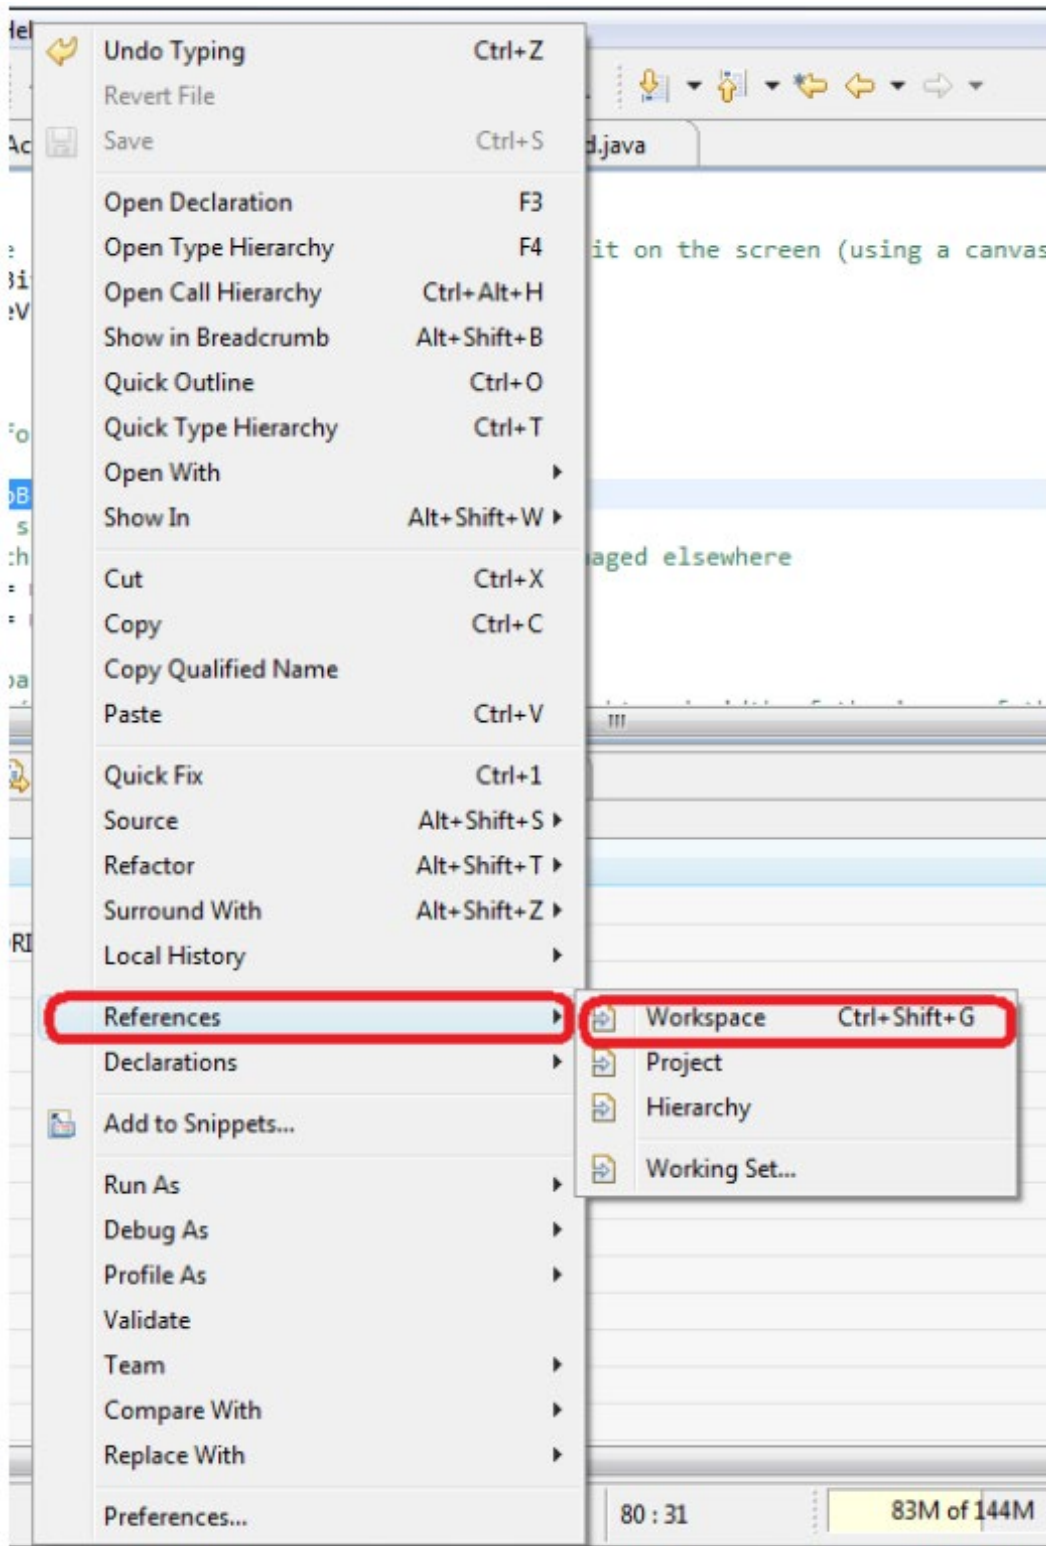 Undo Typing Ctrl+Z
Revert File
Save Ctrl+S
d.java
Open Declaration F3
Open Type Hierarchy F4
it on the screen (using a canvas
Open Call Hierarchy Ctrl+Alt+H
Show in Breadcrumb Alt+Shift+B
Quick Outline Ctrl+O
Quick Type Hierarchy Ctrl+T
Open With
Show In Alt+Shift+W
aged elsewhere
Cut Ctrl+X
Copy Ctrl+C
Copy Qualified Name
Paste Ctrl+V
Quick Fix Ctrl+1
Source Alt+Shift+S
Refactor Alt+Shift+T
Surround With Alt+Shift+Z
Local History
References
Workspace Ctrl+Shift+G
Declarations
Project
Hierarchy
Add to Snippets...
Working Set...
Run As
Debug As
Profile As
Validate
Team
Compare With
Replace With
Preferences...
80 : 31
83M of 144M